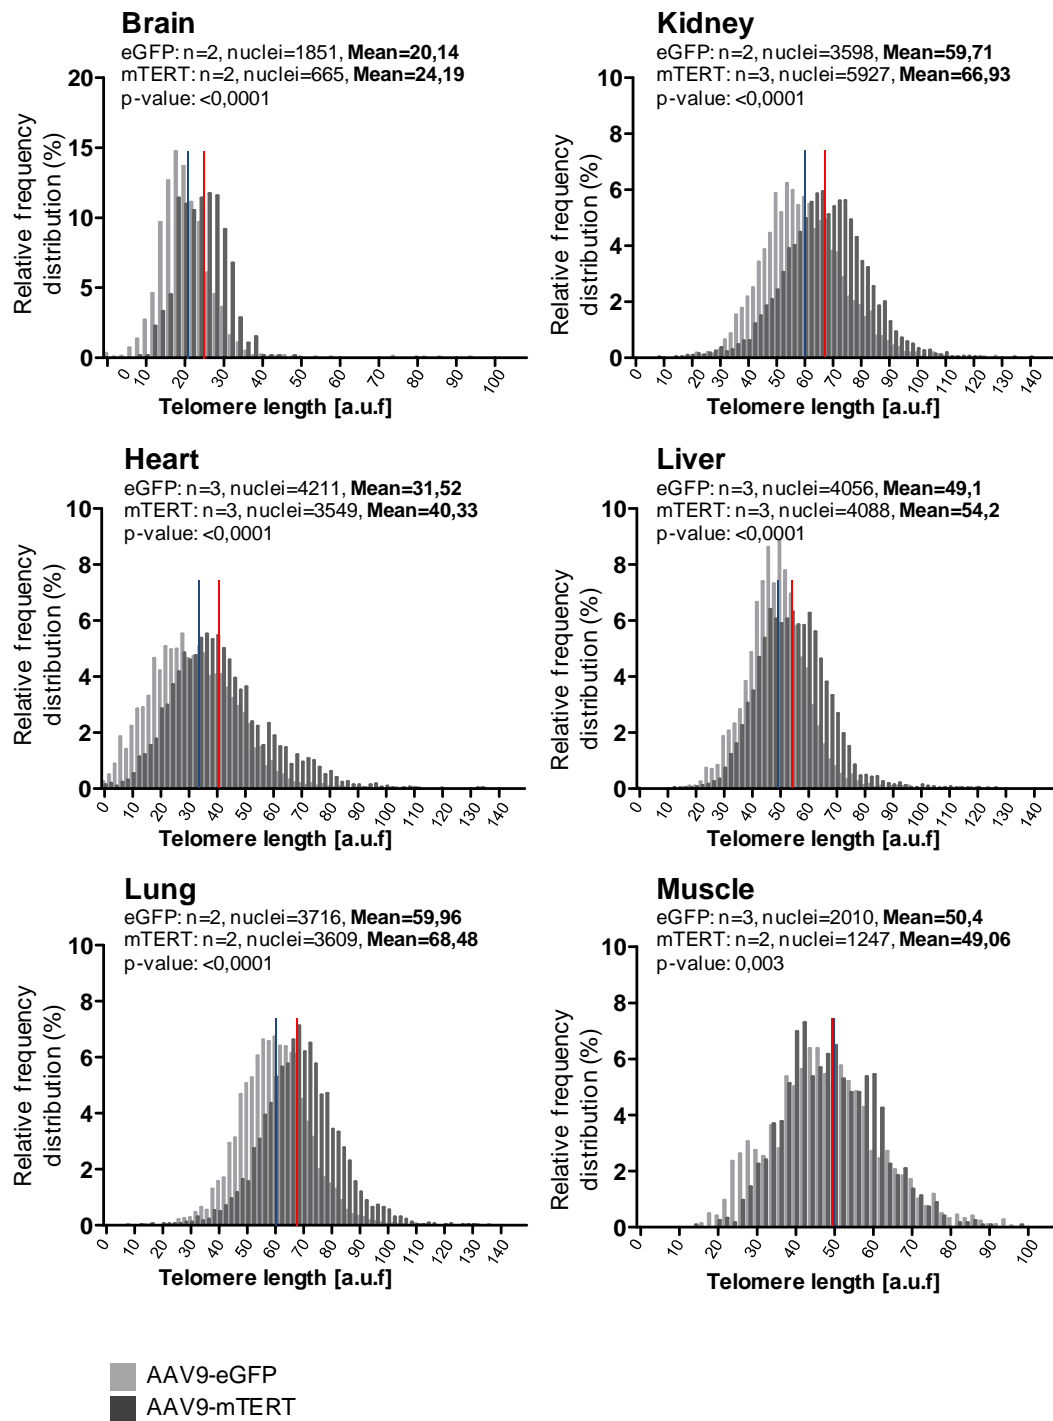 Brain
eGFP: n=2, nuclei=1851, Mean=20,14
mTERT: n=2, nuclei=665, Mean=24,19
p-value: <0,0001
20
15
10
5
0
Relative frequency
distribution (%)
0 10 20 30 40 50 60 70 80 90 100
Telomere length [a.u.f]
Kidney
eGFP: n=2, nuclei=3598, Mean=59,71
mTERT: n=3, nuclei=5927, Mean=66,93
p-value: <0,0001
10
8
6
4
2
0
Relative frequency
distribution (%)
0 10 20 30 40 50 60 70 80 90 100 110 120 130 140
Telomere length [a.u.f]
Heart
eGFP: n=3, nuclei=4211, Mean=31,52
mTERT: n=3, nuclei=3549, Mean=40,33
p-value: <0,0001
10
8
6
4
2
0
Relative frequency
distribution (%)
0 10 20 30 40 50 60 70 80 90 100 110 120 130 140
Telomere length [a.u.f]
Liver
eGFP: n=3, nuclei=4056, Mean=49,1
mTERT: n=3, nuclei=4088, Mean=54,2
p-value: <0,0001
10
8
6
4
2
0
Relative frequency
distribution (%)
0 10 20 30 40 50 60 70 80 90 100 110 120 130 140
Telomere length [a.u.f]
Lung
eGFP: n=2, nuclei=3716, Mean=59,96
mTERT: n=2, nuclei=3609, Mean=68,48
p-value: <0,0001
10
8
6
4
2
0
Relative frequency
distribution (%)
0 10 20 30 40 50 60 70 80 90 100 110 120 130 140
Telomere length [a.u.f]
Muscle
eGFP: n=3, nuclei=2010, Mean=50,4
mTERT: n=2, nuclei=1247, Mean=49,06
p-value: 0,003
10
8
6
4
2
0
Relative frequency
distribution (%)
0 10 20 30 40 50 60 70 80 90 100
Telomere length [a.u.f]
AAV9-eGFP
AAV9-mTERT